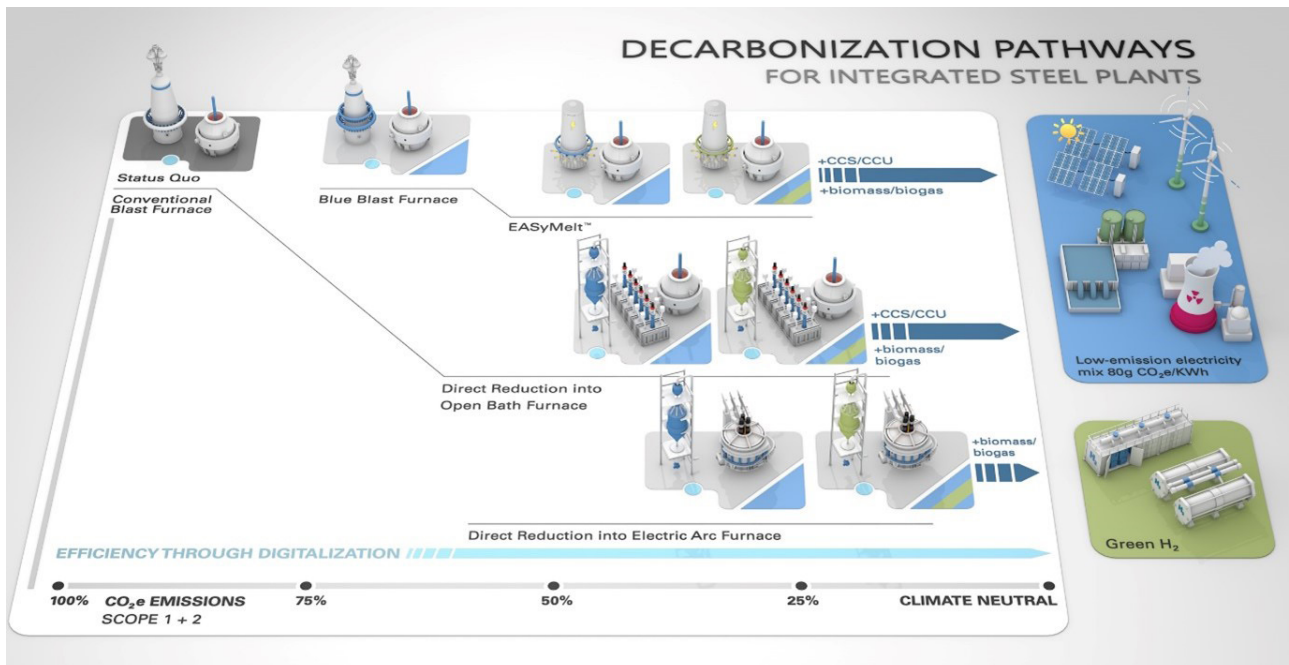 DECARBONIZATION PATHWAYS
FOR INTEGRATED STEEL PLANTS
Status Quo
Conventional
Blast Furnace
Blue Blast Furnace
EASyMelt™
+CCS/CCU
+biomass/biogas
Direct Reduction into
Open Bath Furnace
+CCS/CCU
+biomass/
biogas
Direct Reduction into Electric Arc Furnace
+biomass/
biogas
Low-emission electricity
mix 80g CO₂e/KWh
Green H₂
EFFICIENCY THROUGH DIGITALIZATION
100%
CO₂e EMISSIONS
SCOPE 1 + 2
75%
50%
25%
CLIMATE NEUTRAL